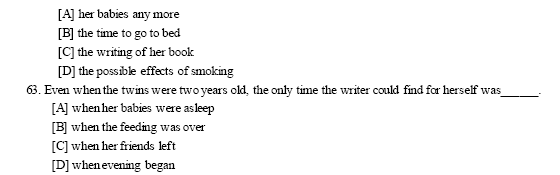 [A] her babies any more
[B] the time to go to bed
[C] the writing of her book
[D] the possible effects of smoking
63. Even when the twins were two years old, the only time the writer could find for herself was______.
[A] when her babies were asleep
[B] when the feeding was over
[C] when her friends left
[D] when evening began